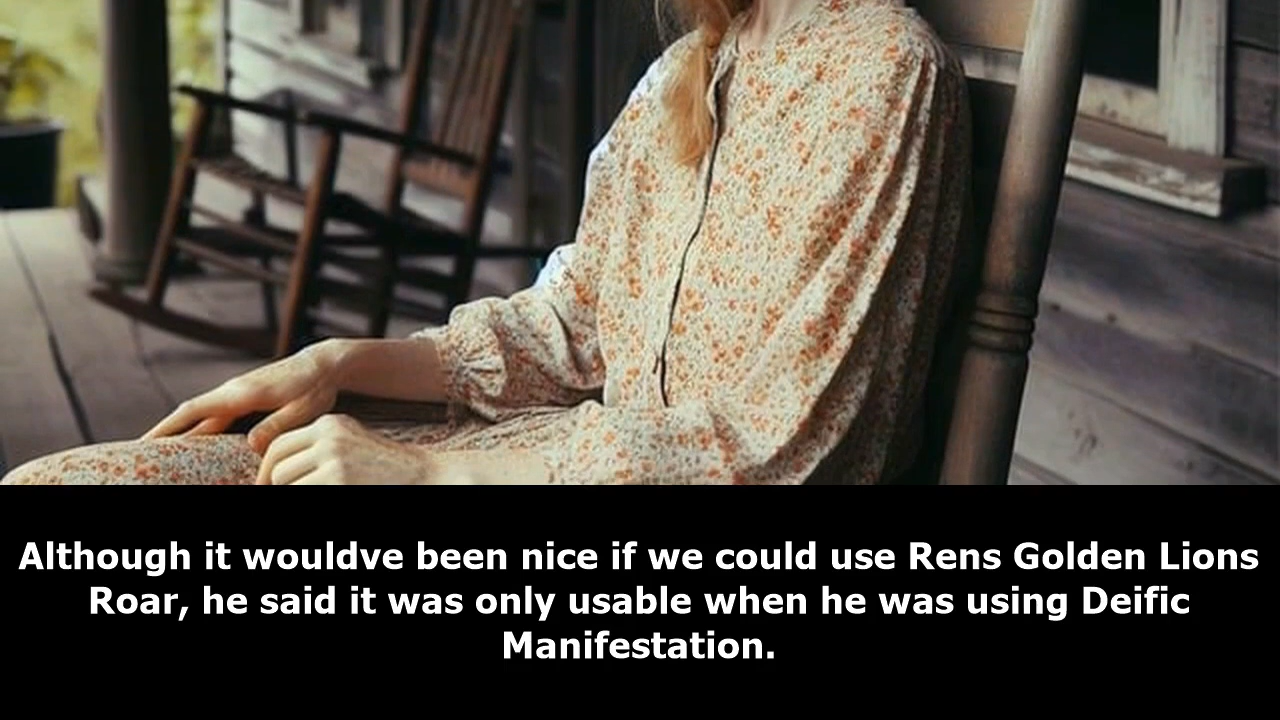 Although it wouldve been nice if we could use Rens Golden Lions
Roar, he said it was only usable when he was using Deific
Manifestation.